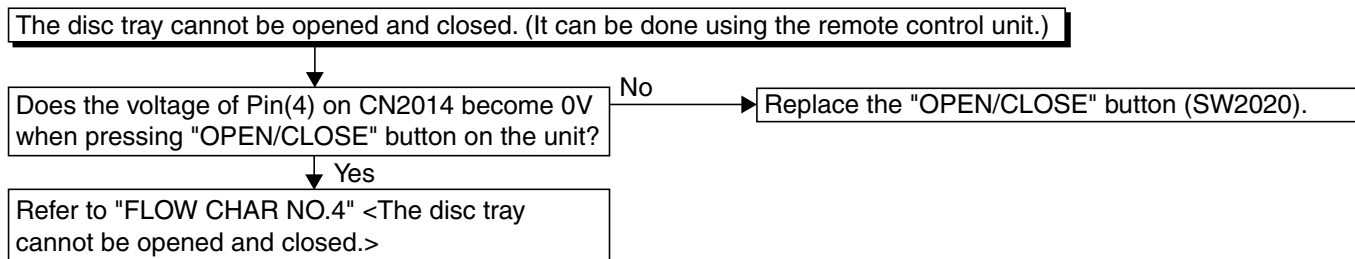 The disc tray cannot be opened and closed. (It can be done using the remote control unit.)
Does the voltage of Pin(4) on CN2014 become 0V
when pressing "OPEN/CLOSE" button on the unit?
No
Replace the "OPEN/CLOSE" button (SW2020).
Yes
Refer to "FLOW CHAR NO.4" <The disc tray
cannot be opened and closed.>